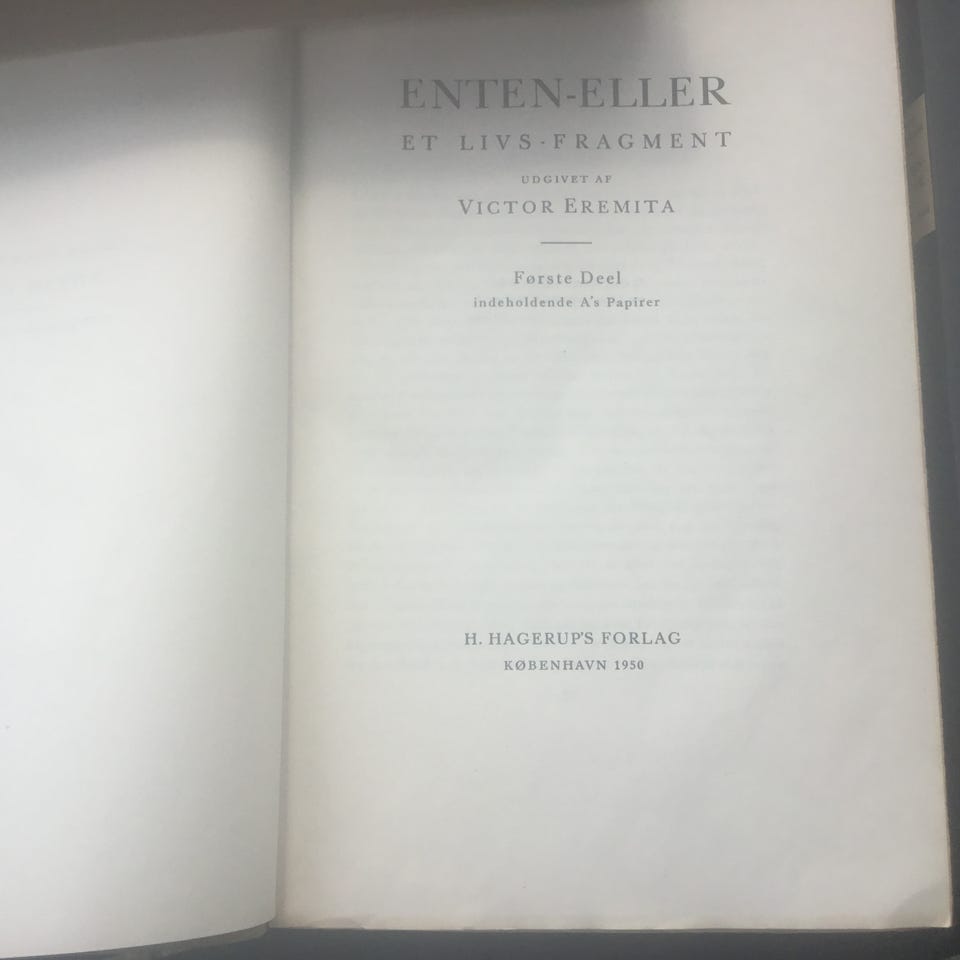 ENTEN-ELLER
ET LIVS-FRAGMENT
UDGIVET AF
VICTOR EREMITA
Første Deel
indeholdende A's Papirer
H. HAGERUP'S FORLAG
KØBENHAVN 1950